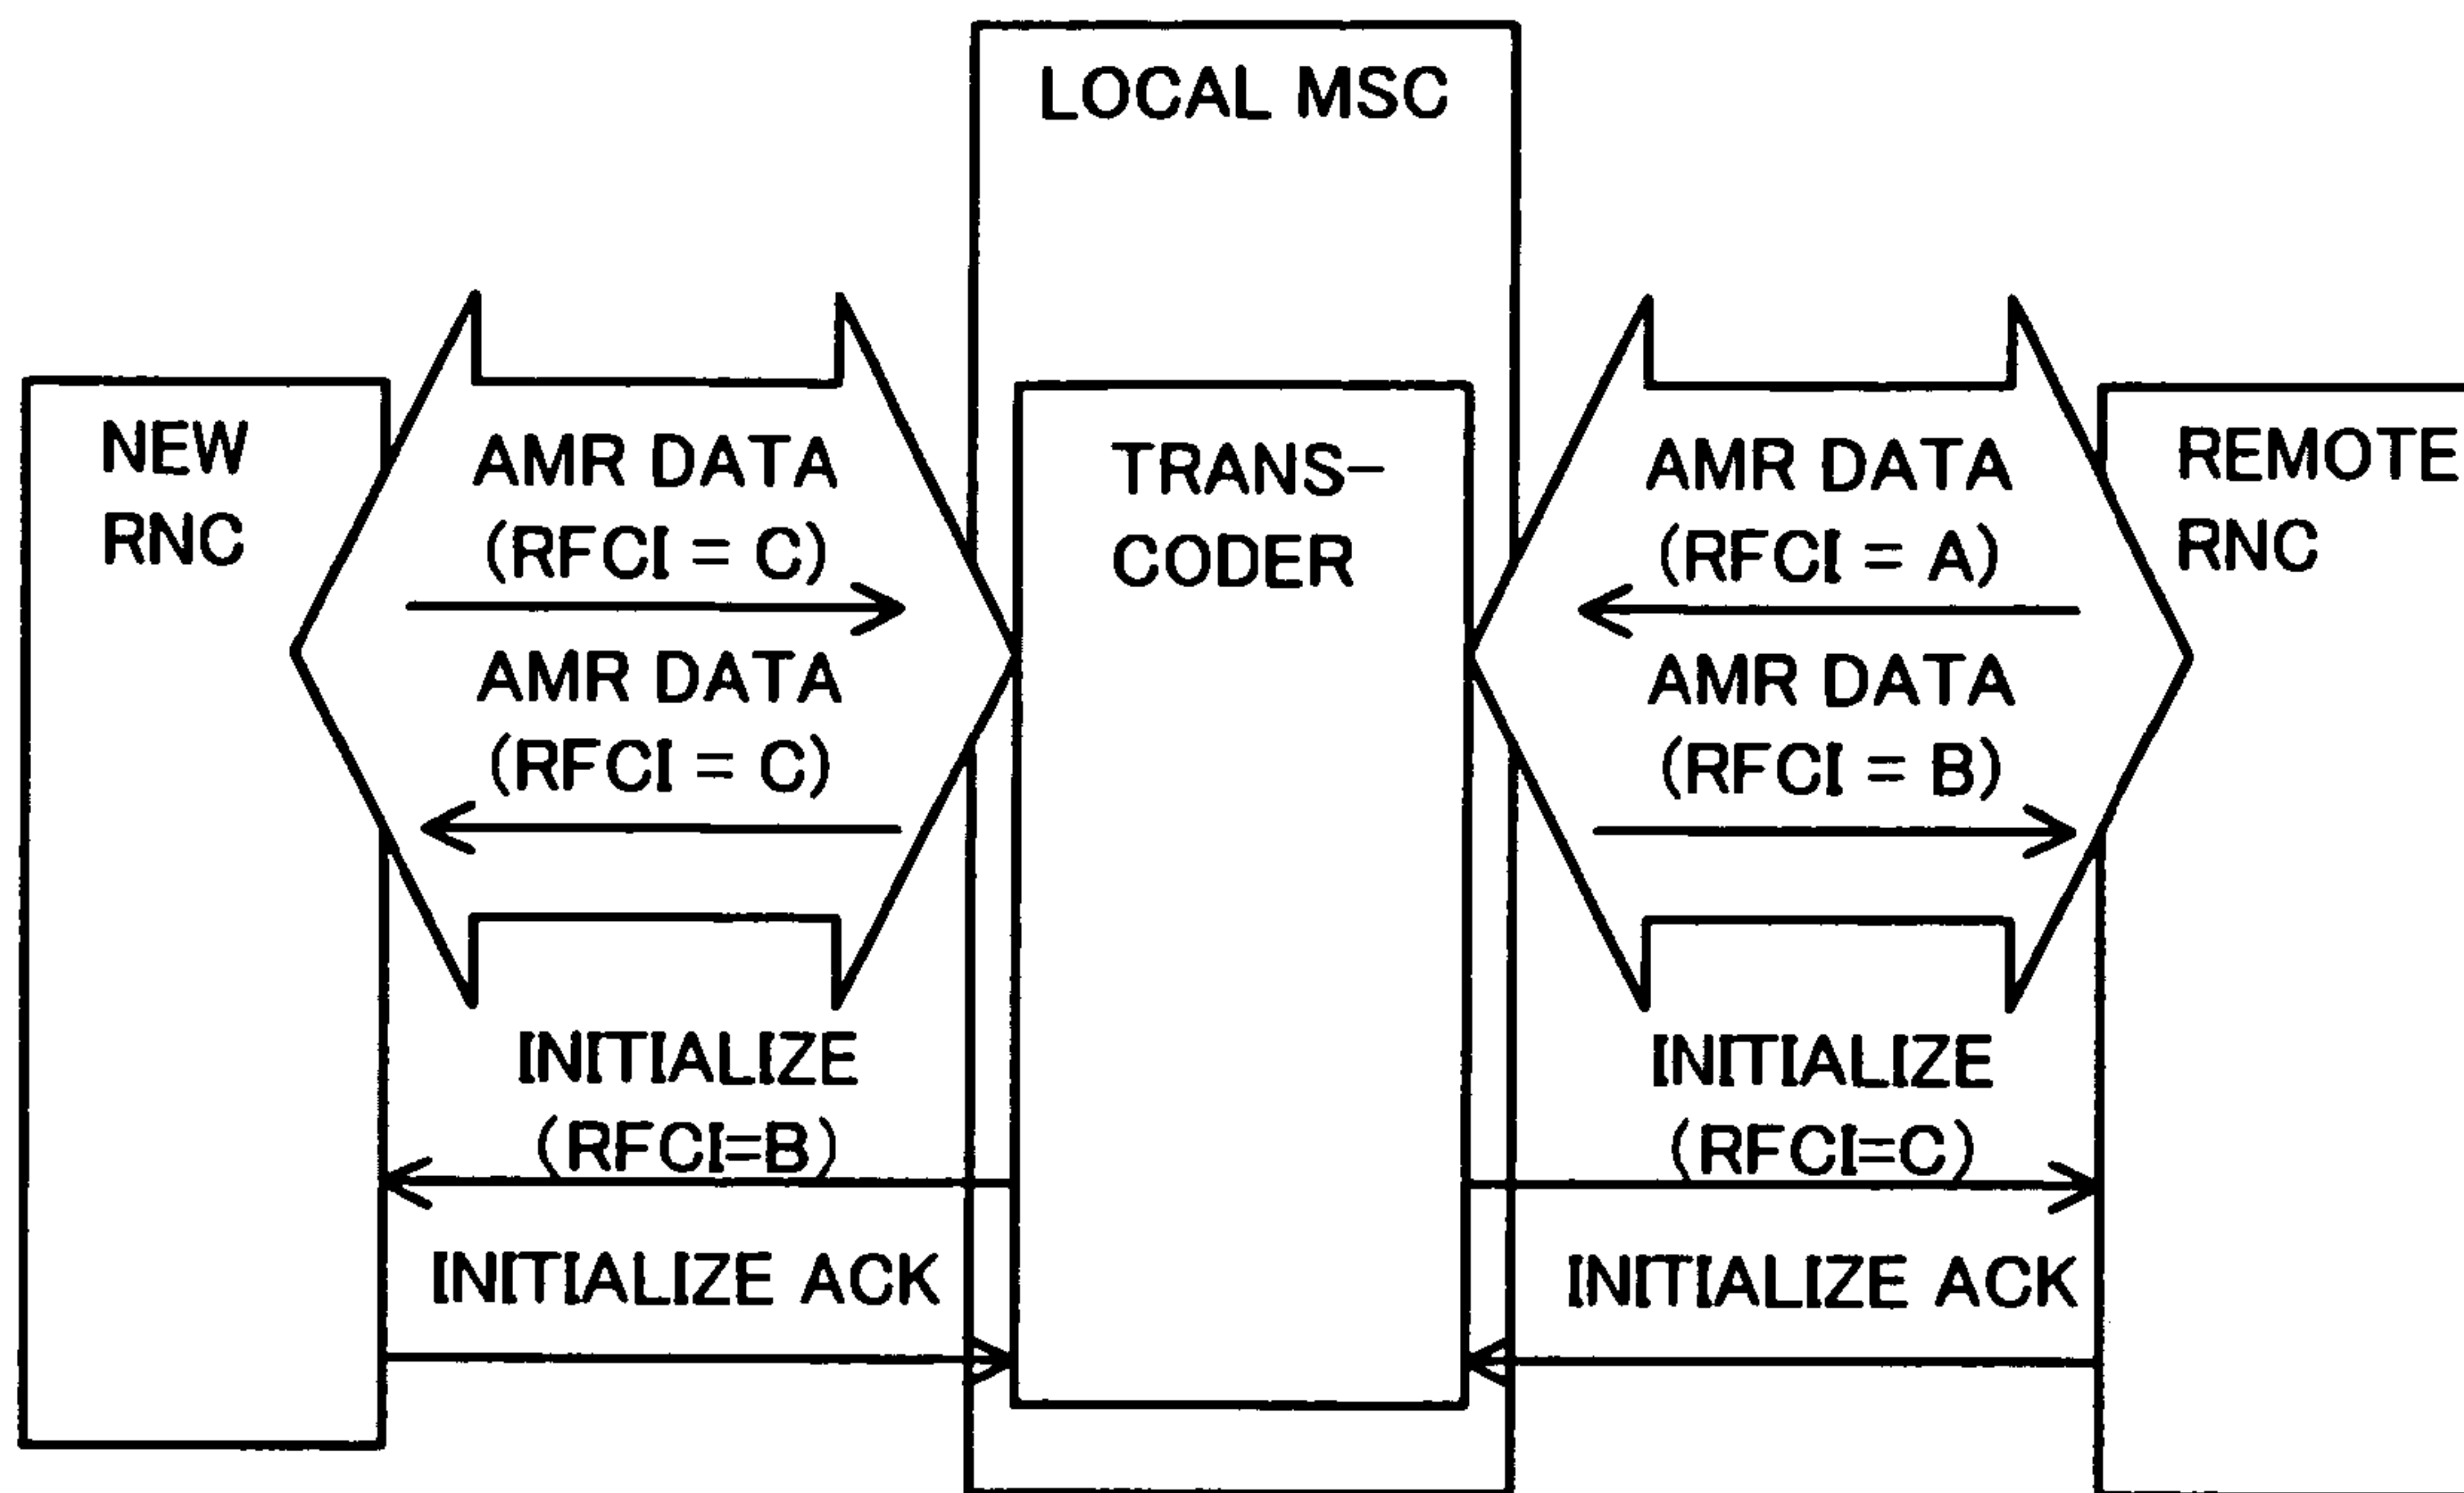 LOCAL MSC
NEW
RNC
AMR DATA
(RFCI = C)
AMR DATA
(RFCI = C)
TRANS-
CODER
AMR DATA
(RFCI = A)
AMR DATA
(RFCI = B)
REMOTE
RNC
INITIALIZE
(RFCI=B)
INITIALIZE ACK
INITIALIZE
(RFCI=C)
INITIALIZE ACK